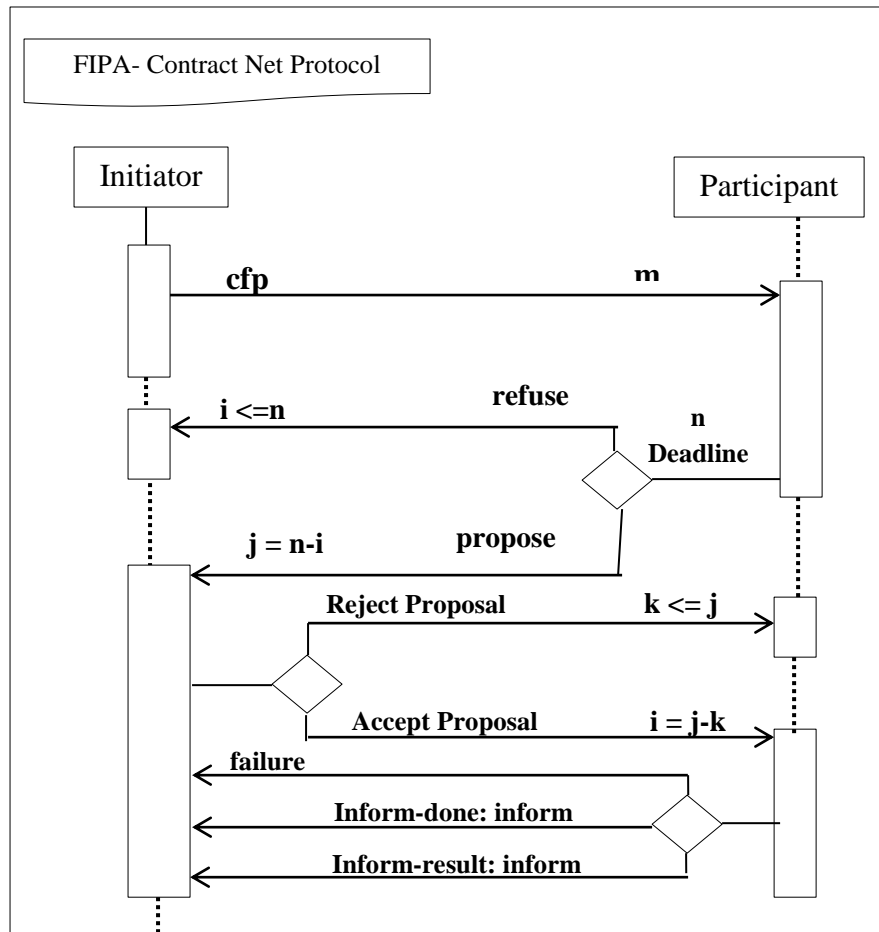 FIPA- Contract Net Protocol
Initiator
Participant
cfp m
i <=n refuse n
Deadline
j = n-i propose
Reject Proposal k <= j
Accept Proposal i = j-k
failure
Inform-done: inform
Inform-result: inform